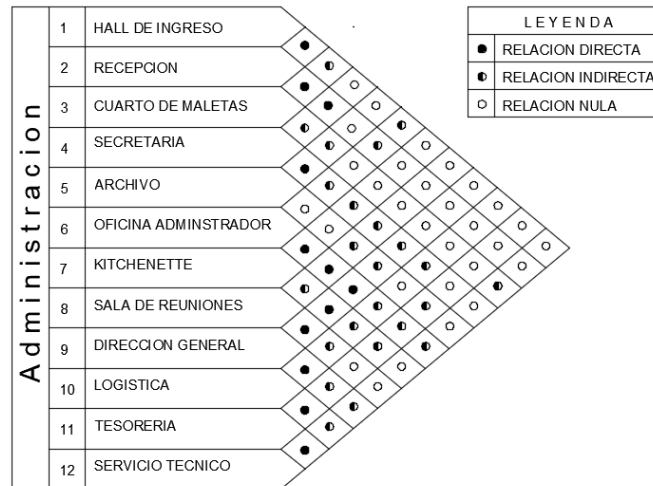 Administracion
1 HALL DE INGRESO
2 RECEPCION
3 CUARTO DE MALETAS
4 SECRETARIA
5 ARCHIVO
6 OFICINA ADMINSTRADOR
7 KITCHENETTE
8 SALA DE REUNIONES
9 DIRECCION GENERAL
10 LOGISTICA
11 TESORERIA
12 SERVICIO TECNICO
LEYENDA
RELACION DIRECTA
RELACION INDIRECTA
RELACION NULA